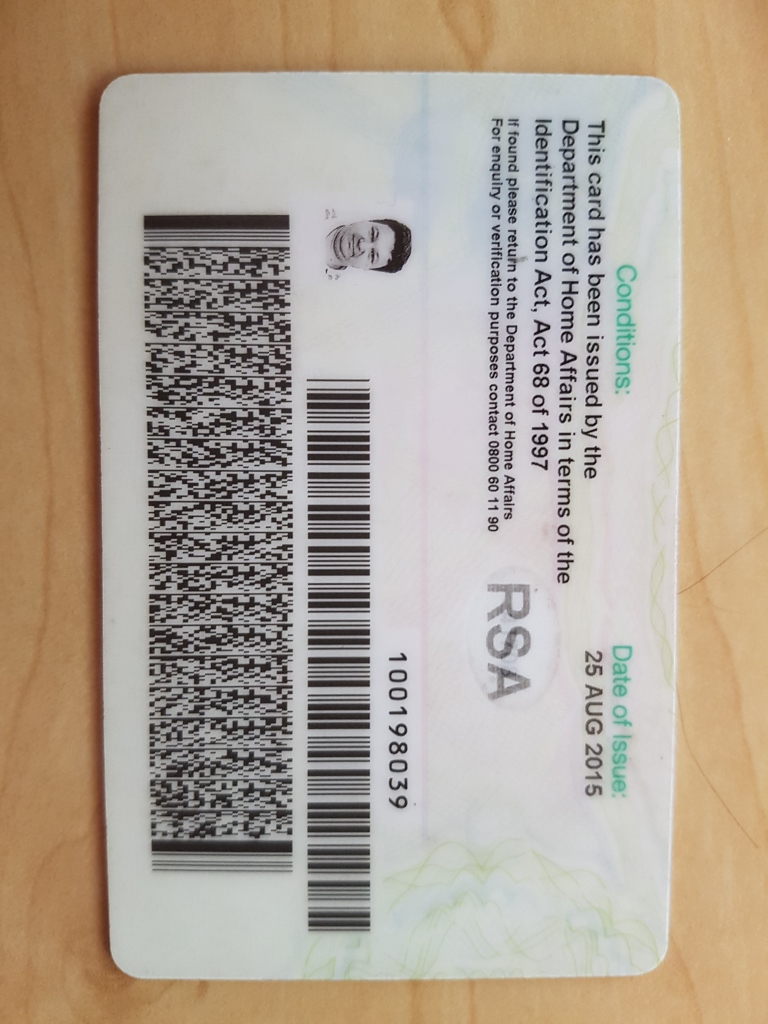 Conditions:
This card has been issued by the
Department of Home Affairs in terms of the
Identification Act, Act 68 of 1997
If found please return to the Department of Home Affairs
For enquiry or verification purposes contact 0800 60 11 90
Date of Issue:
25 AUG 2015
RSA
100198039